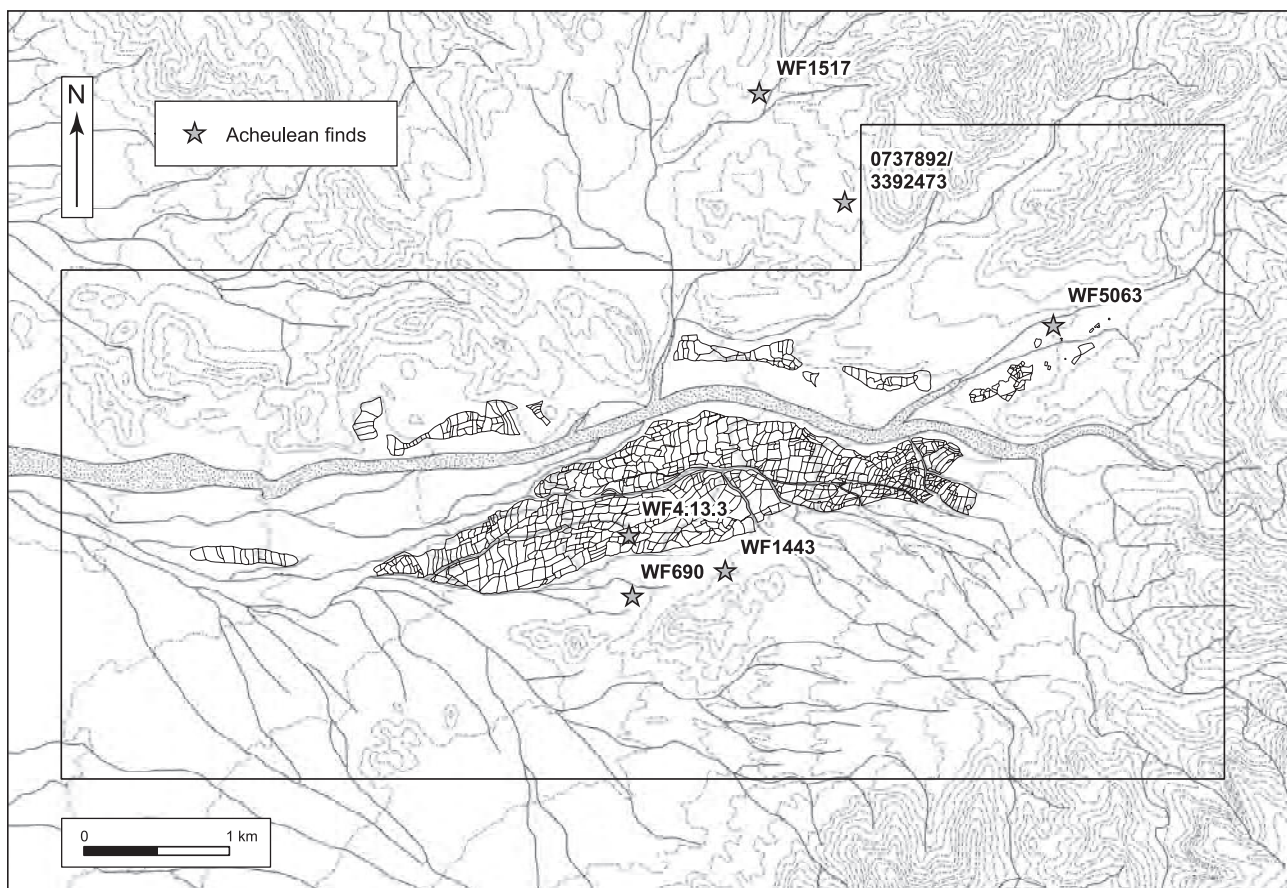 WF1517
N
Acheulean finds
0737892/
3392473
WF5063
WF4.13.3
WF1443
WF690
0 1 km